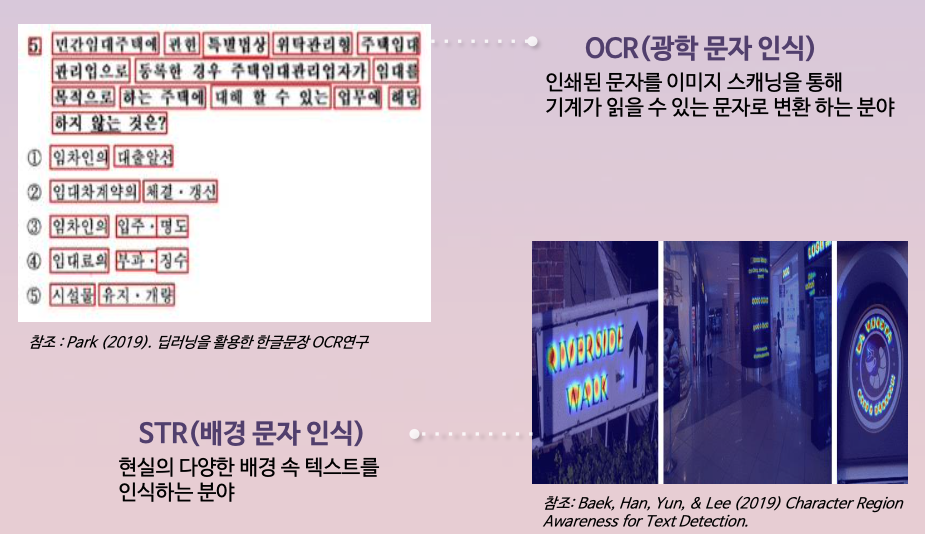 5. 민간임대주택에 관한 특별법상 위탁관리형 주택임대
관리업으로 등록한 경우 주택임대관리업자가 임대를
목적으로 하는 주택에 대해 할 수 있는 업무에 해당
하지 않는 것은?
① 임차인의 대출알선
② 임대차계약의 체결·갱신
③ 임차인의 입주·명도
④ 임대료의 부과·징수
⑤ 시설물 유지·개량
참조 : Park (2019). 딥러닝을 활용한 한글문장 OCR연구
OCR(광학 문자 인식)
인쇄된 문자를 이미지 스캐닝을 통해
기계가 읽을 수 있는 문자로 변환 하는 분야
STR(배경 문자 인식)
현실의 다양한 배경 속 텍스트를
인식하는 분야
RIVERSIDE
WALK
참조: Baek, Han, Yun, & Lee (2019) Character Region
Awareness for Text Detection.